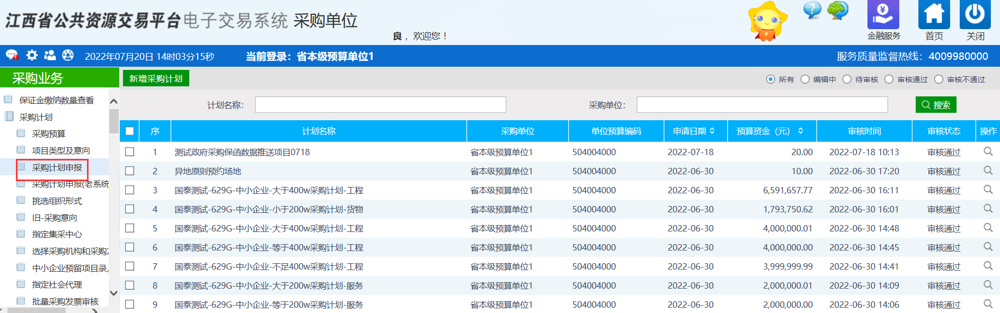 江西省公共资源交易平台电子交易系统 采购单位
良 ，欢迎您！
金融服务 首页 关闭
2022年07月20日 14时03分15秒 当前登录：省本级预算单位1 服务质量监督热线：4009980000
采购业务
保证金缴纳数量查看
采购计划
采购预算
项目类型及意向
采购计划申报
采购计划申报(老系统
挑选组织形式
旧-采购意向
指定集采中心
选择采购机构和采购
中小企业预留项目录
指定社会代理
批量采购发票审核
新增采购计划 所有 编辑中 待审核 审核通过 审核不通过
计划名称： 采购单位： 搜索
序 计划名称 采购单位 单位预算编码 申请日期 预算资金（元） 审核时间 审核状态 操作
1 测试政府采购保函数据推送项目0718 省本级预算单位1 504004000 2022-07-18 20.00 2022-07-18 10:13 审核通过
2 异地原则预约场地 省本级预算单位1 504004000 2022-06-30 10.00 2022-06-30 17:20 审核通过
3 国泰测试-629G-中小企业-大于400w采购计划-工程 省本级预算单位1 504004000 2022-06-30 6,591,657.77 2022-06-30 16:11 审核通过
4 国泰测试-629G-中小企业-小于200w采购计划-货物 省本级预算单位1 504004000 2022-06-30 1,793,750.62 2022-06-30 16:01 审核通过
5 国泰测试-629G-中小企业-大于400w采购计划-工程 省本级预算单位1 504004000 2022-06-30 4,000,000.01 2022-06-30 14:48 审核通过
6 国泰测试-629G-中小企业-等于400w采购计划-工程 省本级预算单位1 504004000 2022-06-30 4,000,000.00 2022-06-30 14:45 审核通过
7 国泰测试-629G-中小企业-不足400w采购计划-工程 省本级预算单位1 504004000 2022-06-30 3,999,999.99 2022-06-30 14:41 审核通过
8 国泰测试-629G-中小企业-大于200w采购计划-服务 省本级预算单位1 504004000 2022-06-30 2,000,000.01 2022-06-30 14:09 审核通过
9 国泰测试-629G-中小企业-等于200w采购计划-服务 省本级预算单位1 504004000 2022-06-30 2,000,000.00 2022-06-30 14:06 审核通过